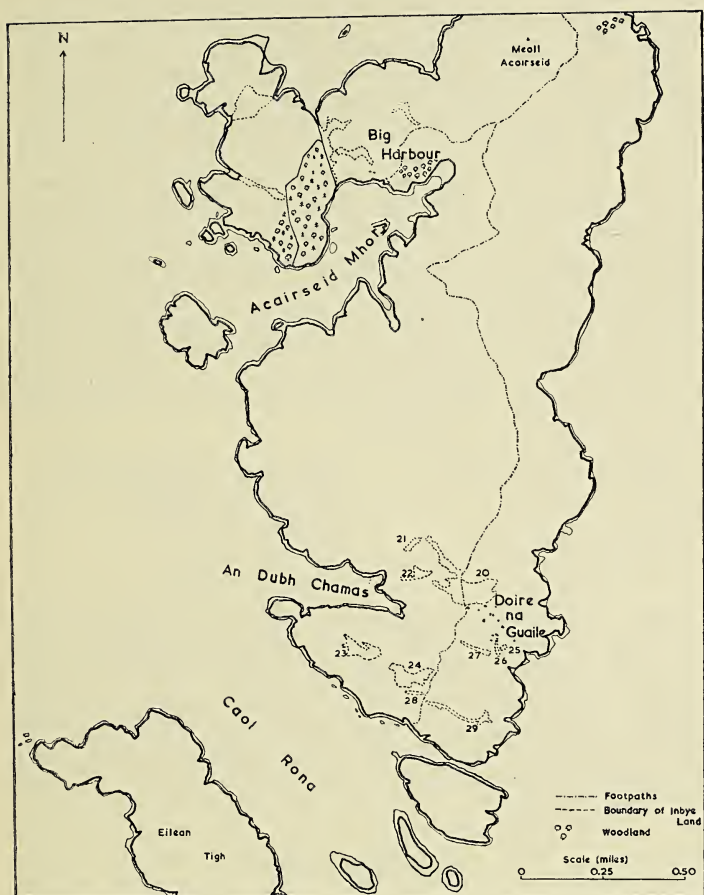 N
Meall
Acairseid
Big
Harbour
Acairseid Mhor
21
22
20
An Dubh Chamas
Doire
na
Guaile
23
27
25
26
24
28
29
Caol Rona
Eilean
Tigh
Footpaths
Boundary of Inbye
Land
Woodland
Scale (miles)
0 0.25 0.50